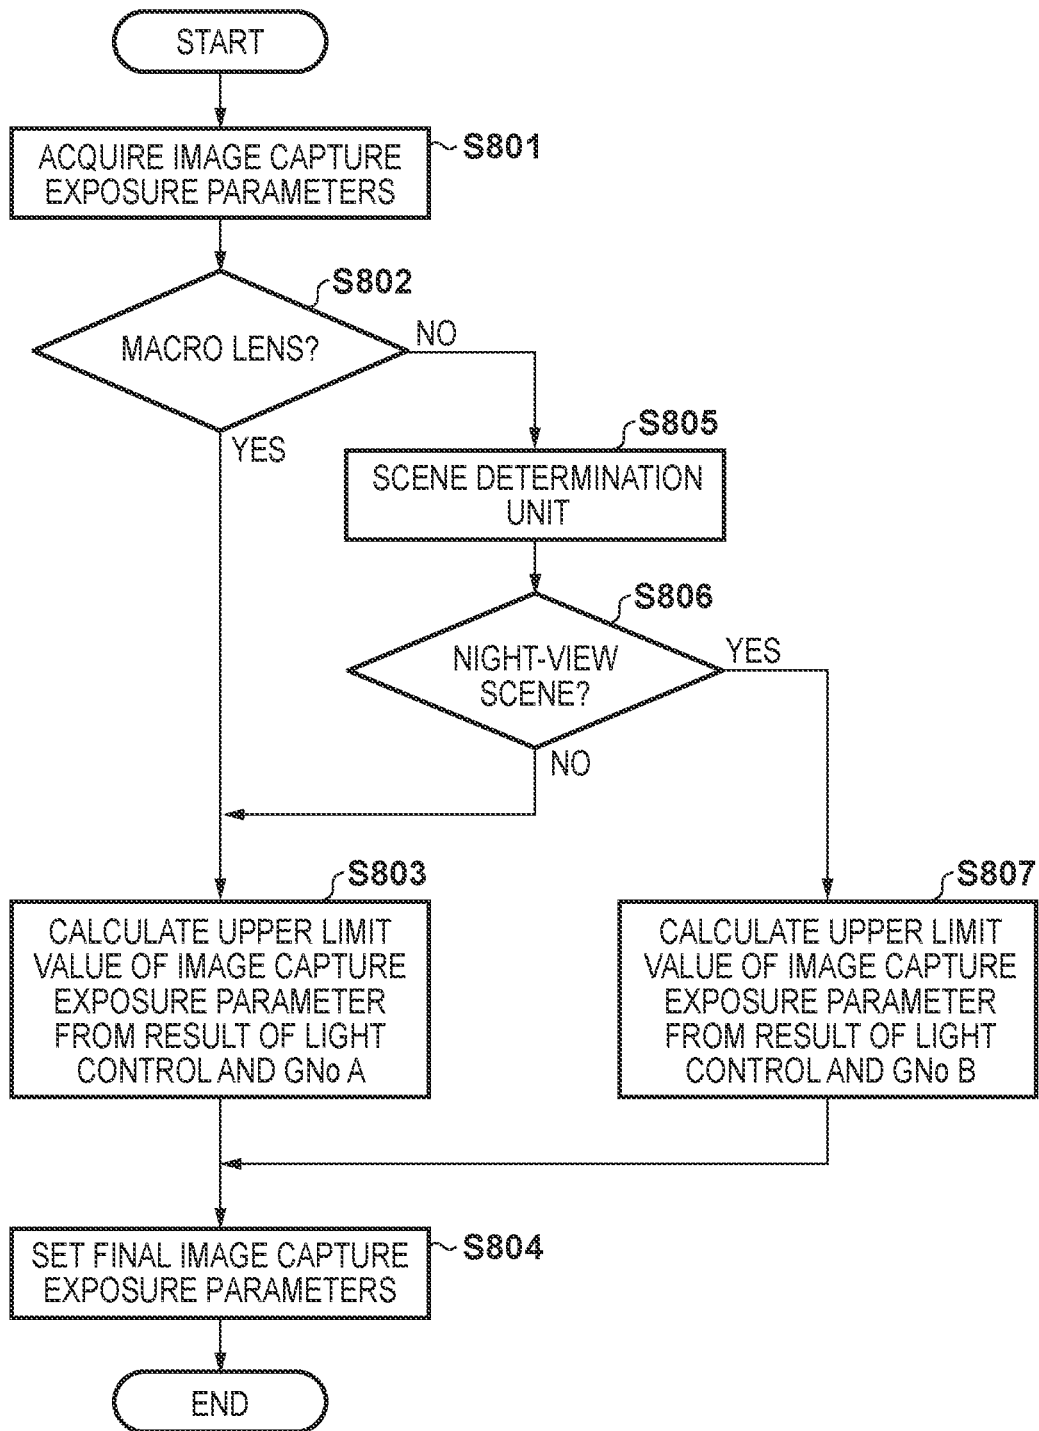 START
S801
ACQUIRE IMAGE CAPTURE
EXPOSURE PARAMETERS
S802
MACRO LENS?
NO
YES
S805
SCENE DETERMINATION
UNIT
S806
NIGHT-VIEW
SCENE?
YES
NO
S803
CALCULATE UPPER LIMIT
VALUE OF IMAGE CAPTURE
EXPOSURE PARAMETER
FROM RESULT OF LIGHT
CONTROL AND GNo A
S807
CALCULATE UPPER LIMIT
VALUE OF IMAGE CAPTURE
EXPOSURE PARAMETER
FROM RESULT OF LIGHT
CONTROL AND GNo B
S804
SET FINAL IMAGE CAPTURE
EXPOSURE PARAMETERS
END